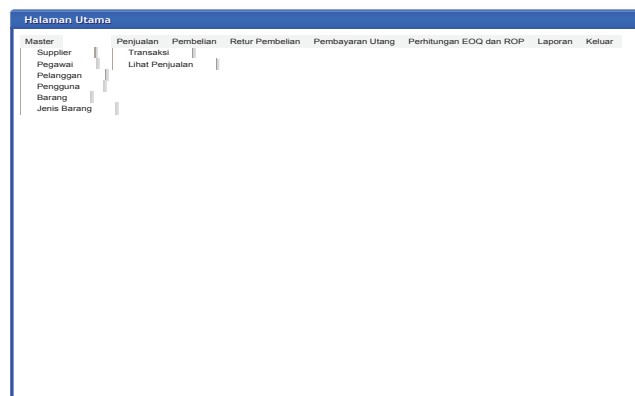 Halaman Utama
Master Penjualan Pembelian Retur Pembelian Pembayaran Utang Perhitungan EOQ dan ROP Laporan Keluar
Supplier Transaksi
Pegawai Lihat Penjualan
Pelanggan
Pengguna
Barang
Jenis Barang